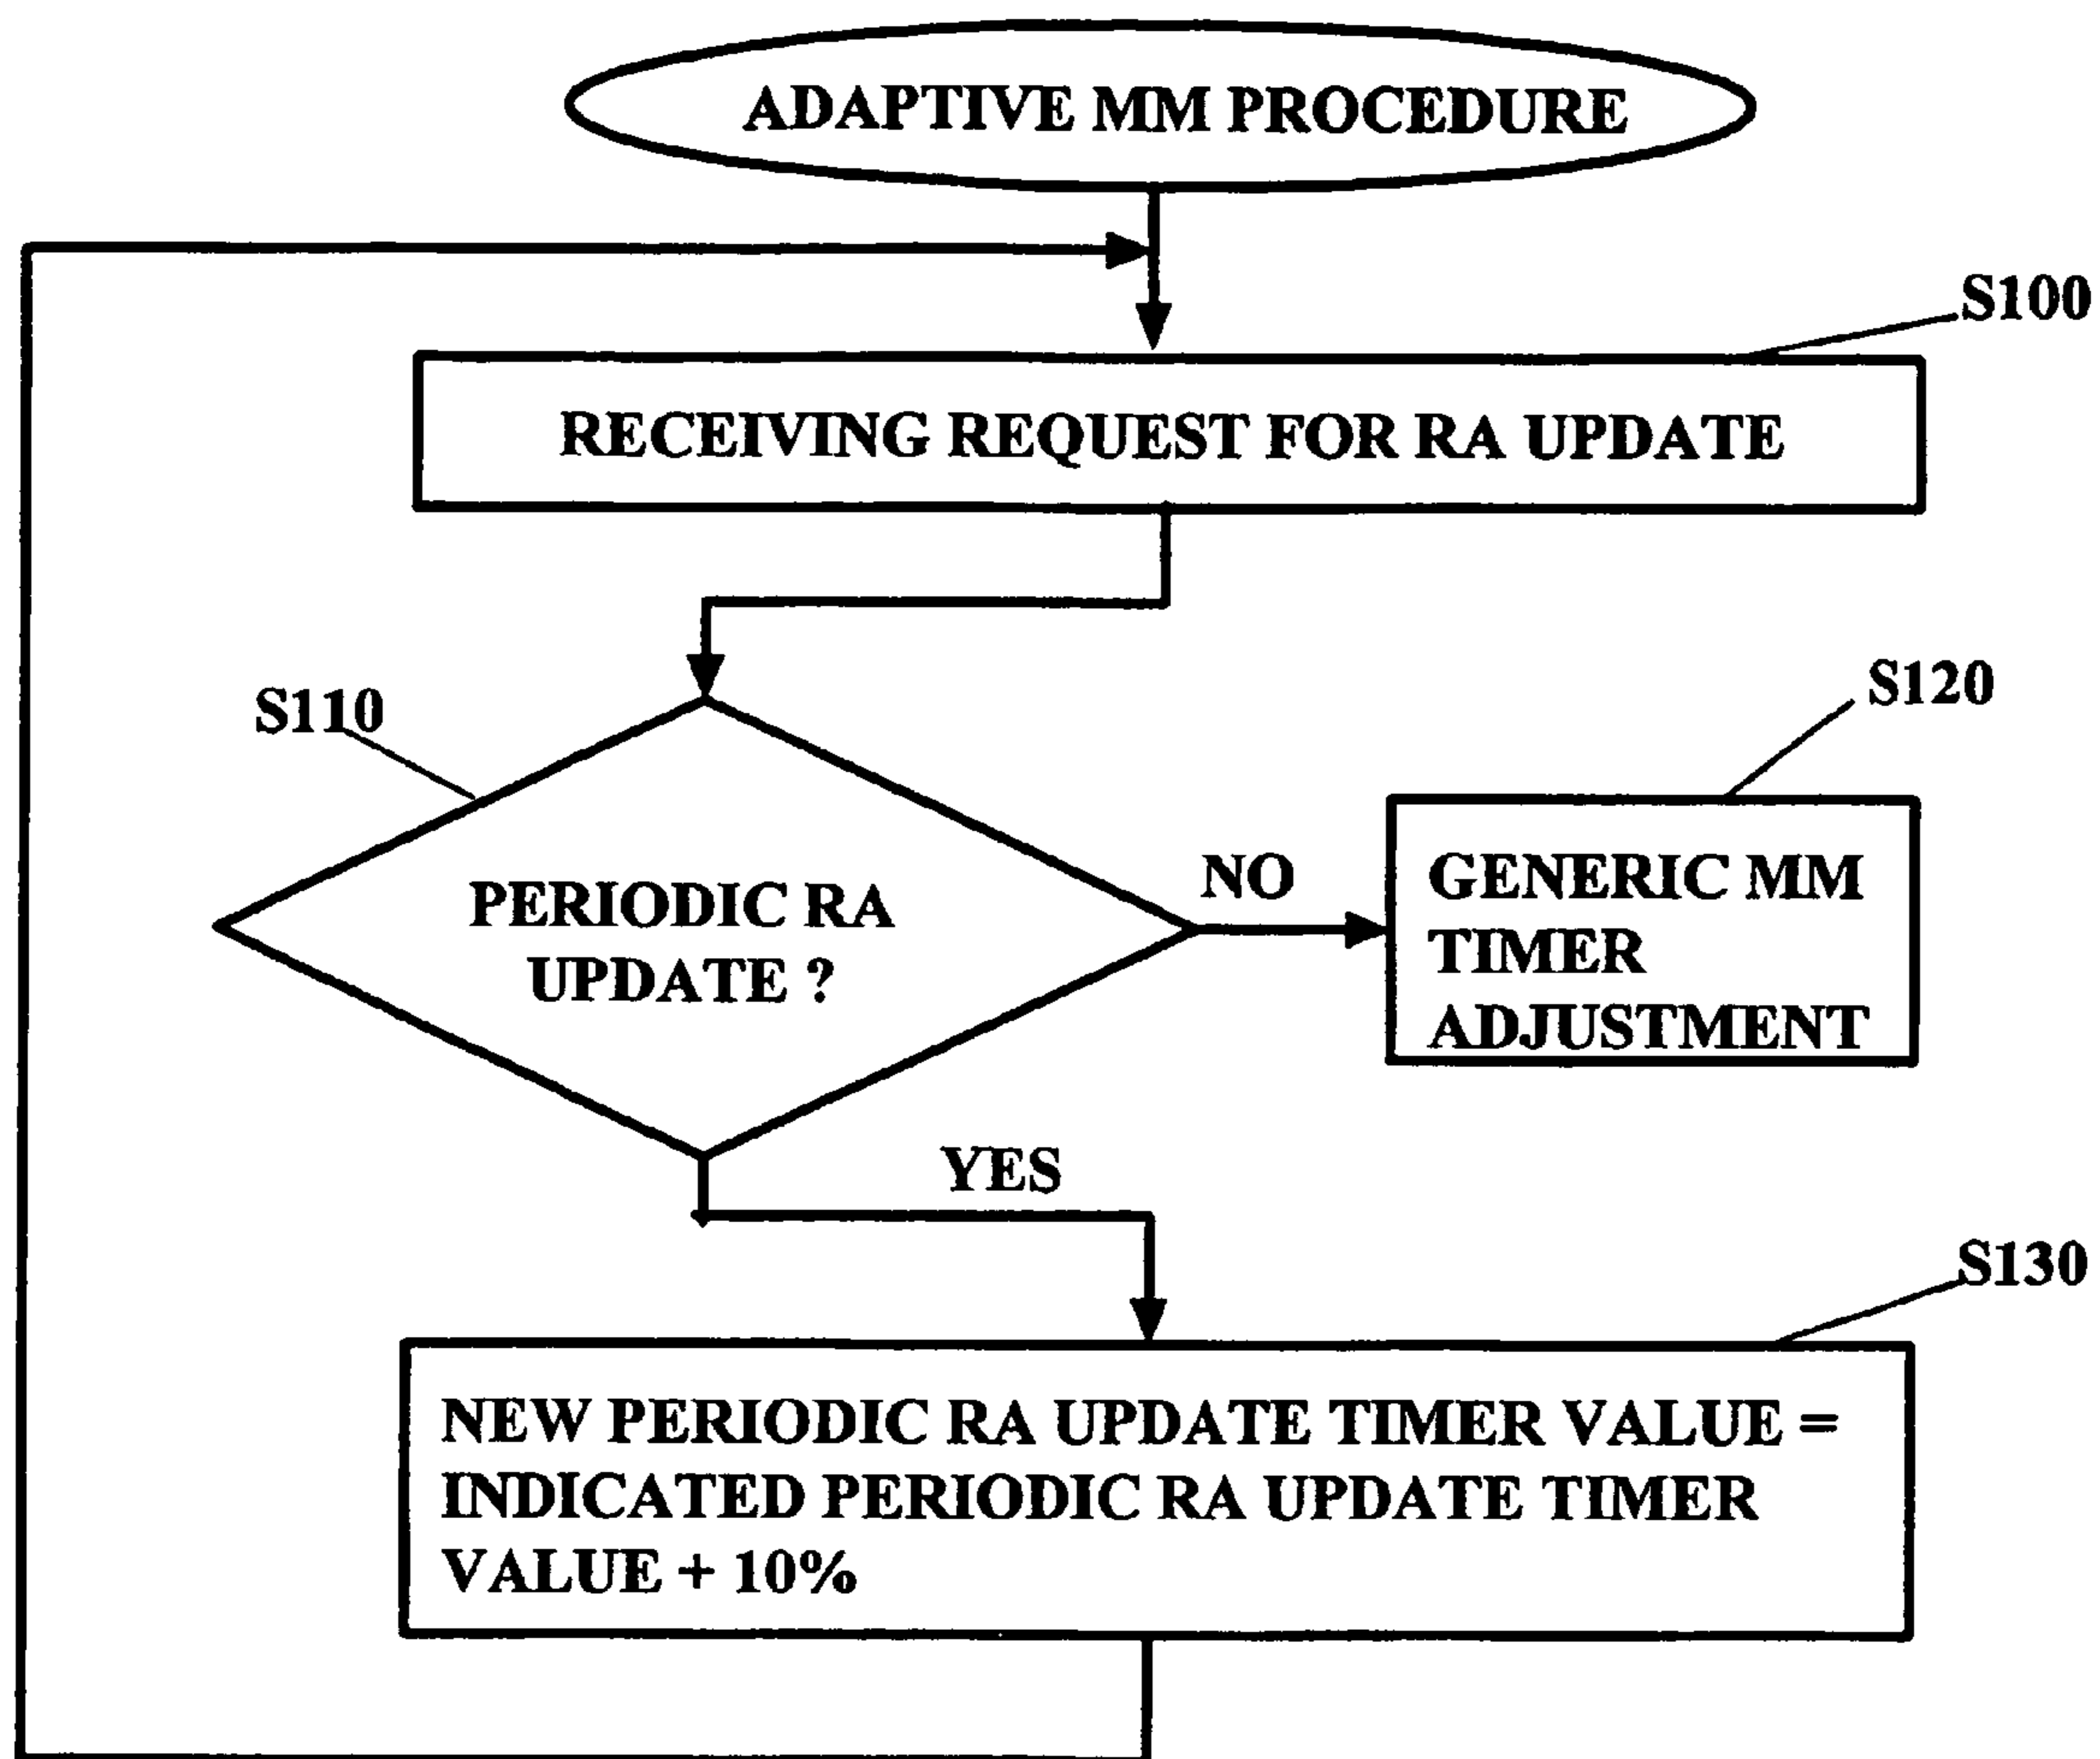 ADAPTIVE MM PROCEDURE
S100
RECEIVING REQUEST FOR RA UPDATE
S110
S120
PERIODIC RA
UPDATE ?
NO
GENERIC MM
TIMER
ADJUSTMENT
YES
S130
NEW PERIODIC RA UPDATE TIMER VALUE =
INDICATED PERIODIC RA UPDATE TIMER
VALUE + 10%